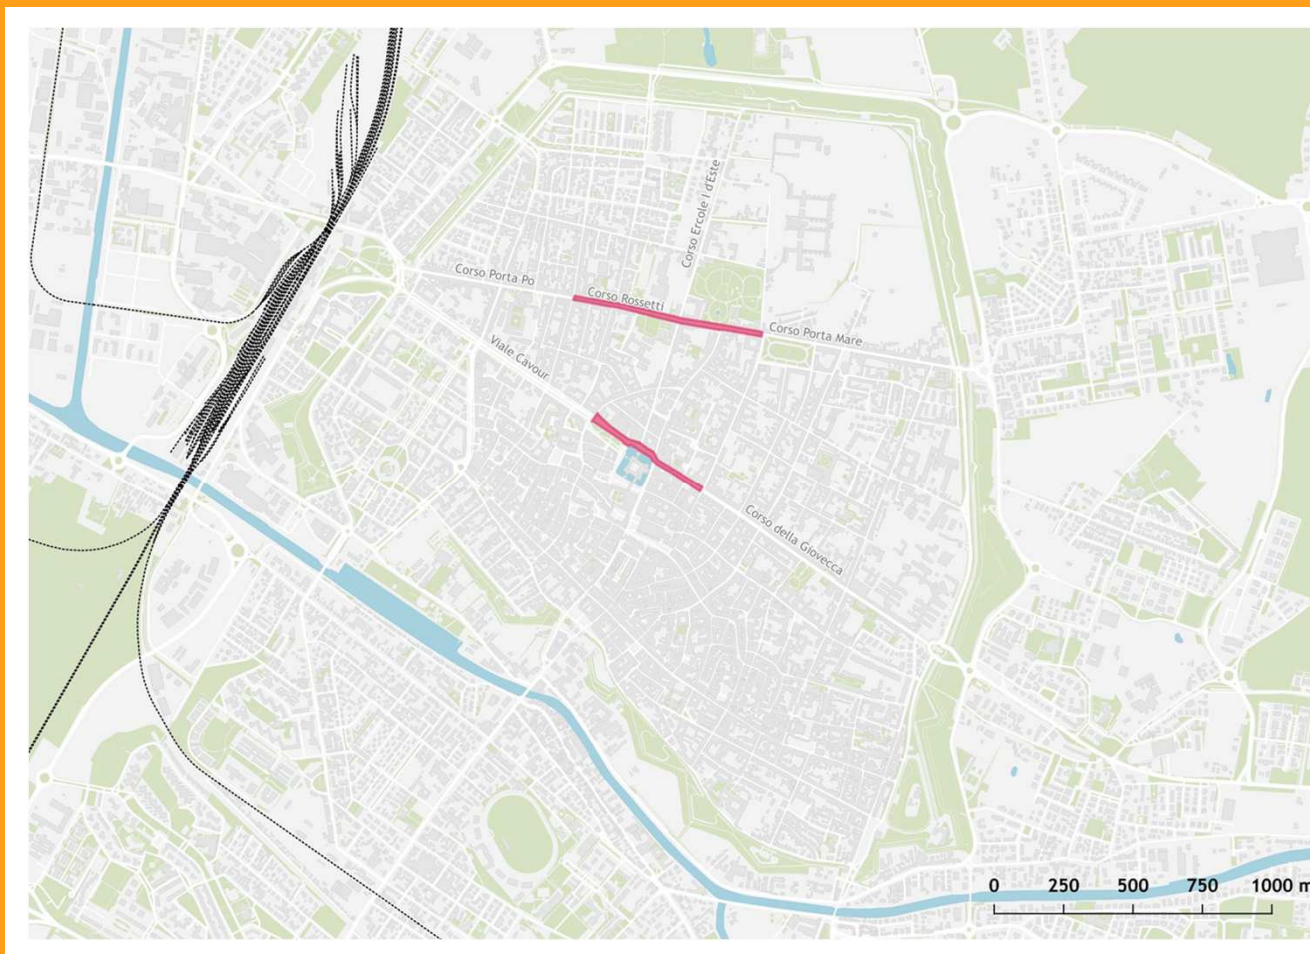 Corso Ercole I d'Este
Corso Porta Po
Corso Rossetti
Corso Porta Mare
Viale Cavour
Corso della Giovecca
0 250 500 750 1000 m